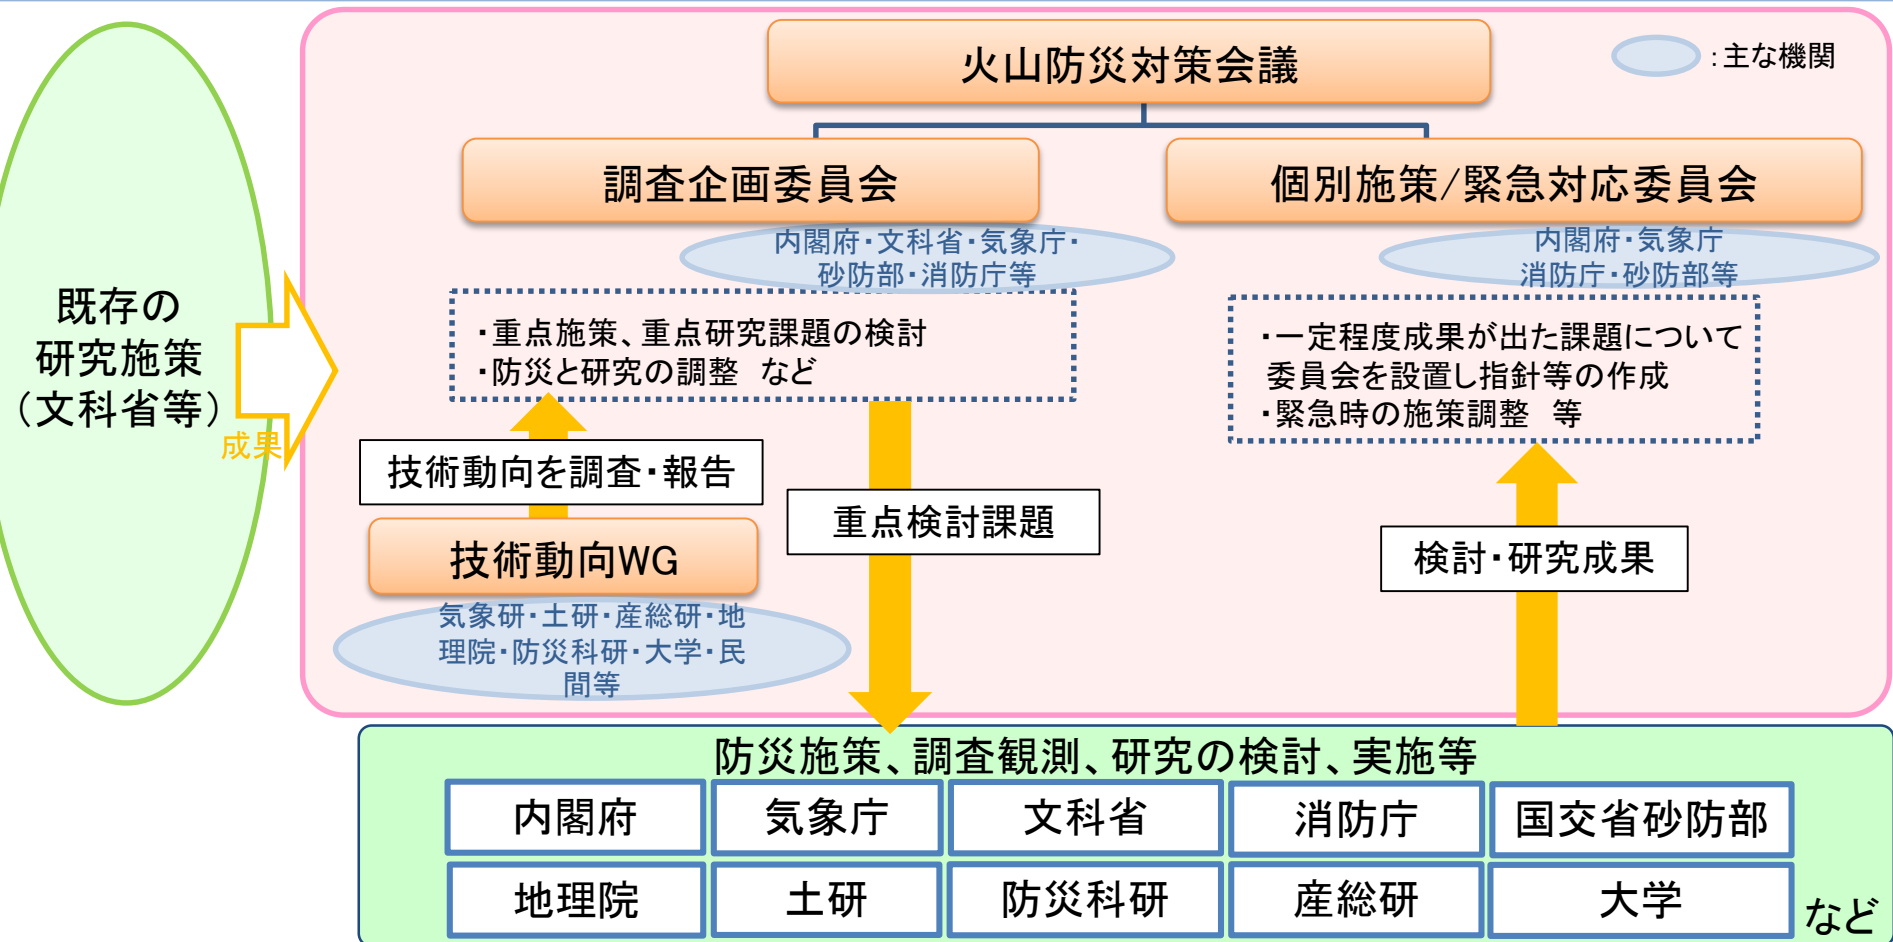 火山防災対策会議
：主な機関
調査企画委員会
個別施策/緊急対応委員会
内閣府・文科省・気象庁・
砂防部・消防庁等
内閣府・気象庁
消防庁・砂防部等
既存の
研究施策
（文科省等）
成果
・重点施策、重点研究課題の検討
・防災と研究の調整　など
・一定程度成果が出た課題について
委員会を設置し指針等の作成
・緊急時の施策調整　等
技術動向を調査・報告
重点検討課題
検討・研究成果
技術動向WG
気象研・土研・産総研・地
理院・防災科研・大学・民
間等
防災施策、調査観測、研究の検討、実施等
内閣府
気象庁
文科省
消防庁
国交省砂防部
地理院
土研
防災科研
産総研
大学
など